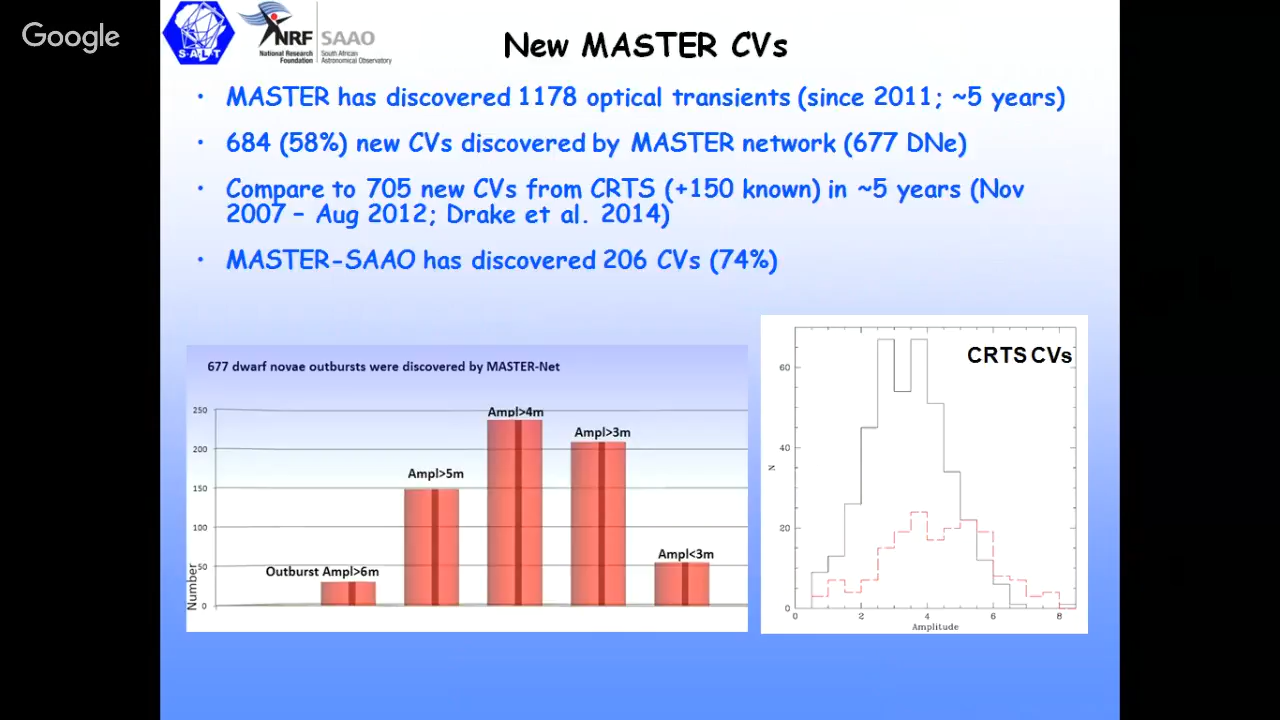 Google
SALT
NRF
National Research
Foundation
SAAO
South African
Astronomical Observatory
New MASTER CVs
• MASTER has discovered 1178 optical transients (since 2011; ~5 years)
• 684 (58%) new CVs discovered by MASTER network (677 DNe)
• Compare to 705 new CVs from CRTS (+150 known) in ~5 years (Nov
2007 – Aug 2012; Drake et al. 2014)
• MASTER-SAAO has discovered 206 CVs (74%)
677 dwarf novae outbursts were discovered by MASTER-Net
250
200
150
100
50
0
Number
Outburst Ampl>6m
Ampl>5m
Ampl>4m
Ampl>3m
Ampl<3m
CRTS CVs
60
40
20
0
N
0 2 4 6 8
Amplitude